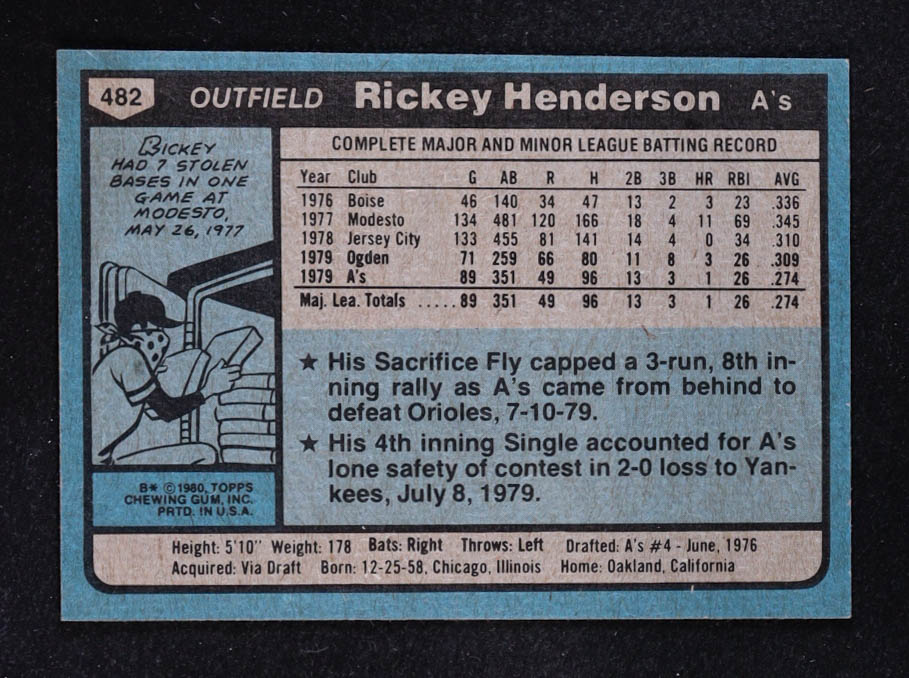 482 OUTFIELD Rickey Henderson A's
RICKEY
HAD 7 STOLEN
BASES IN ONE
GAME AT
MODESTO,
MAY 26, 1977
B* ©1980, TOPPS
CHEWING GUM, INC.
PRTD. IN U.S.A.
COMPLETE MAJOR AND MINOR LEAGUE BATTING RECORD
Year Club G AB R H 2B 3B HR RBI AVG
1976 Boise 46 140 34 47 13 2 3 23 .336
1977 Modesto 134 481 120 166 18 4 11 69 .345
1978 Jersey City 133 455 81 141 14 4 0 34 .310
1979 Ogden 71 259 66 80 11 8 3 26 .309
1979 A's 89 351 49 96 13 3 1 26 .274
Maj. Lea. Totals .....89 351 49 96 13 3 1 26 .274
★ His Sacrifice Fly capped a 3-run, 8th in-
ning rally as A's came from behind to
defeat Orioles, 7-10-79.
★ His 4th inning Single accounted for A's
lone safety of contest in 2-0 loss to Yan-
kees, July 8, 1979.
Height: 5'10" Weight: 178 Bats: Right Throws: Left Drafted: A's #4 - June, 1976
Acquired: Via Draft Born: 12-25-58, Chicago, Illinois Home: Oakland, California